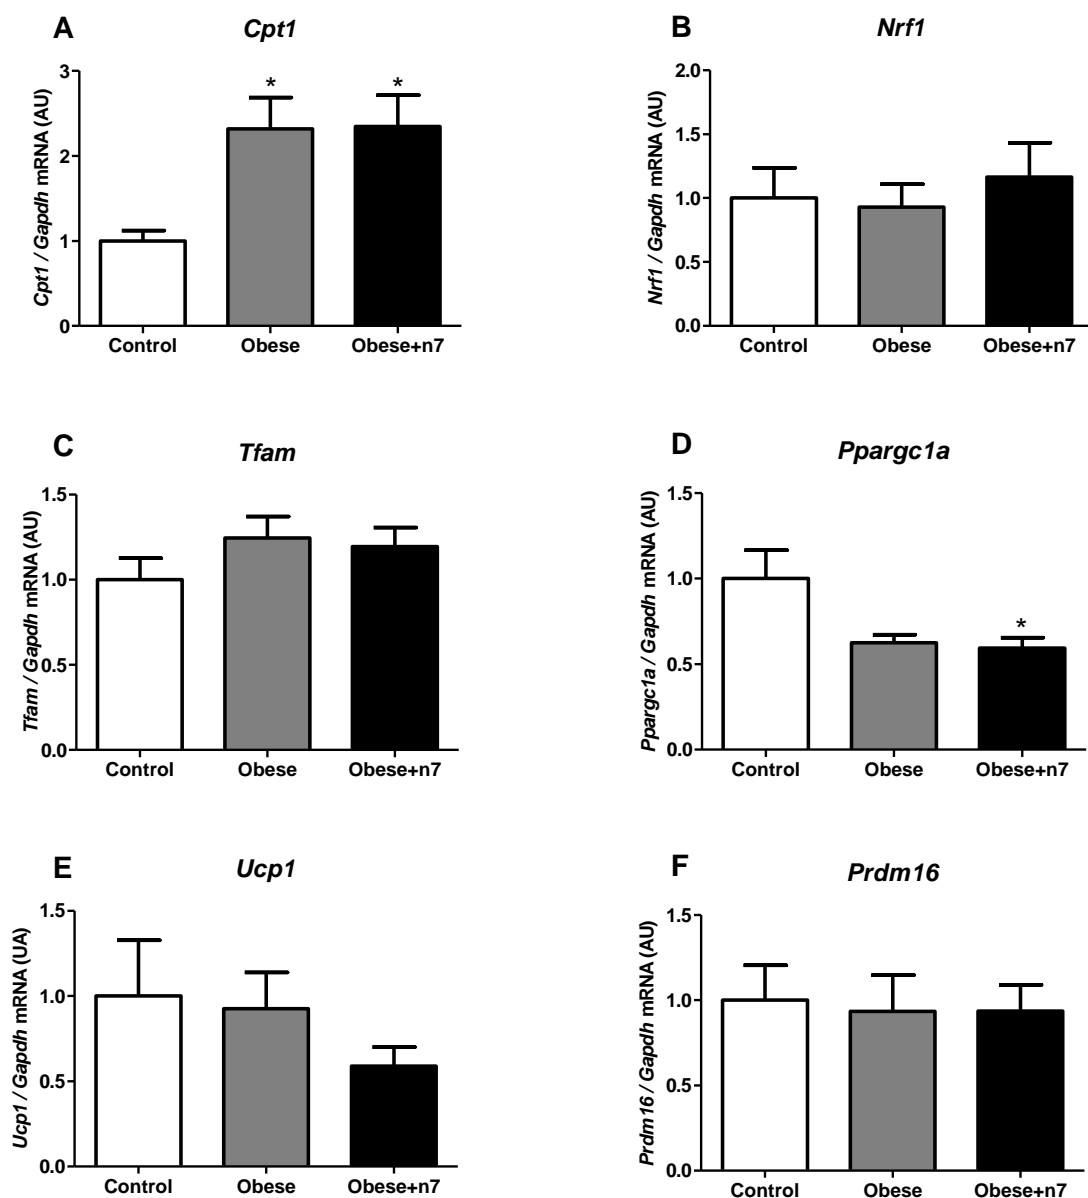 A
Cpt1
Cpt1 / Gapdh mRNA (AU)
3
2
1
0
*
*
Control
Obese
Obese+n7
B
Nrf1
Nrf1 / Gapdh mRNA (AU)
2.0
1.5
1.0
0.5
0.0
Control
Obese
Obese+n7
C
Tfam
Tfam / Gapdh mRNA (AU)
1.5
1.0
0.5
0.0
Control
Obese
Obese+n7
D
Ppargc1a
Ppargc1a / Gapdh mRNA (AU)
1.5
1.0
0.5
0.0
*
Control
Obese
Obese+n7
E
Ucp1
Ucp1 / Gapdh mRNA (UA)
1.5
1.0
0.5
0.0
Control
Obese
Obese+n7
F
Prdm16
Prdm16 / Gapdh mRNA (AU)
1.5
1.0
0.5
0.0
Control
Obese
Obese+n7